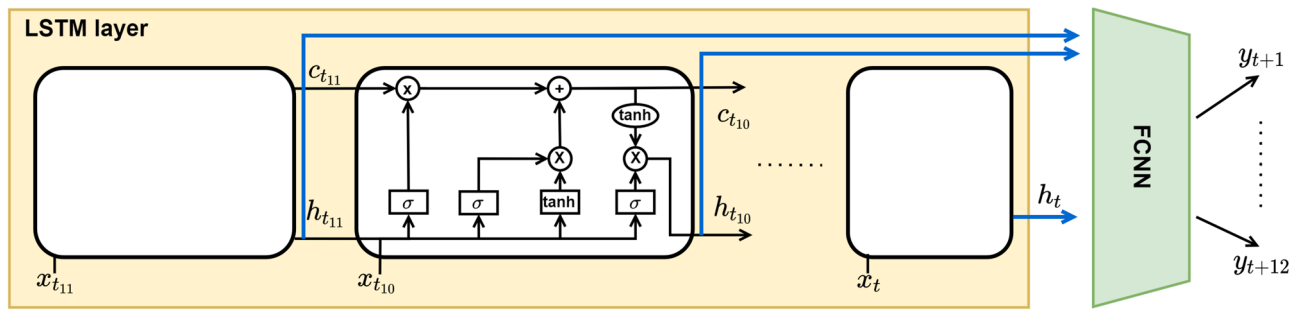 LSTM layer
c_{t_{11}}
x
+
tanh
c_{t_{10}}
X
X
σ
σ
tanh
σ
h_{t_{11}}
h_{t_{10}}
x_{t_{11}}
x_{t_{10}}
........
x_t
h_t
FCNN
y_{t+1}
y_{t+12}